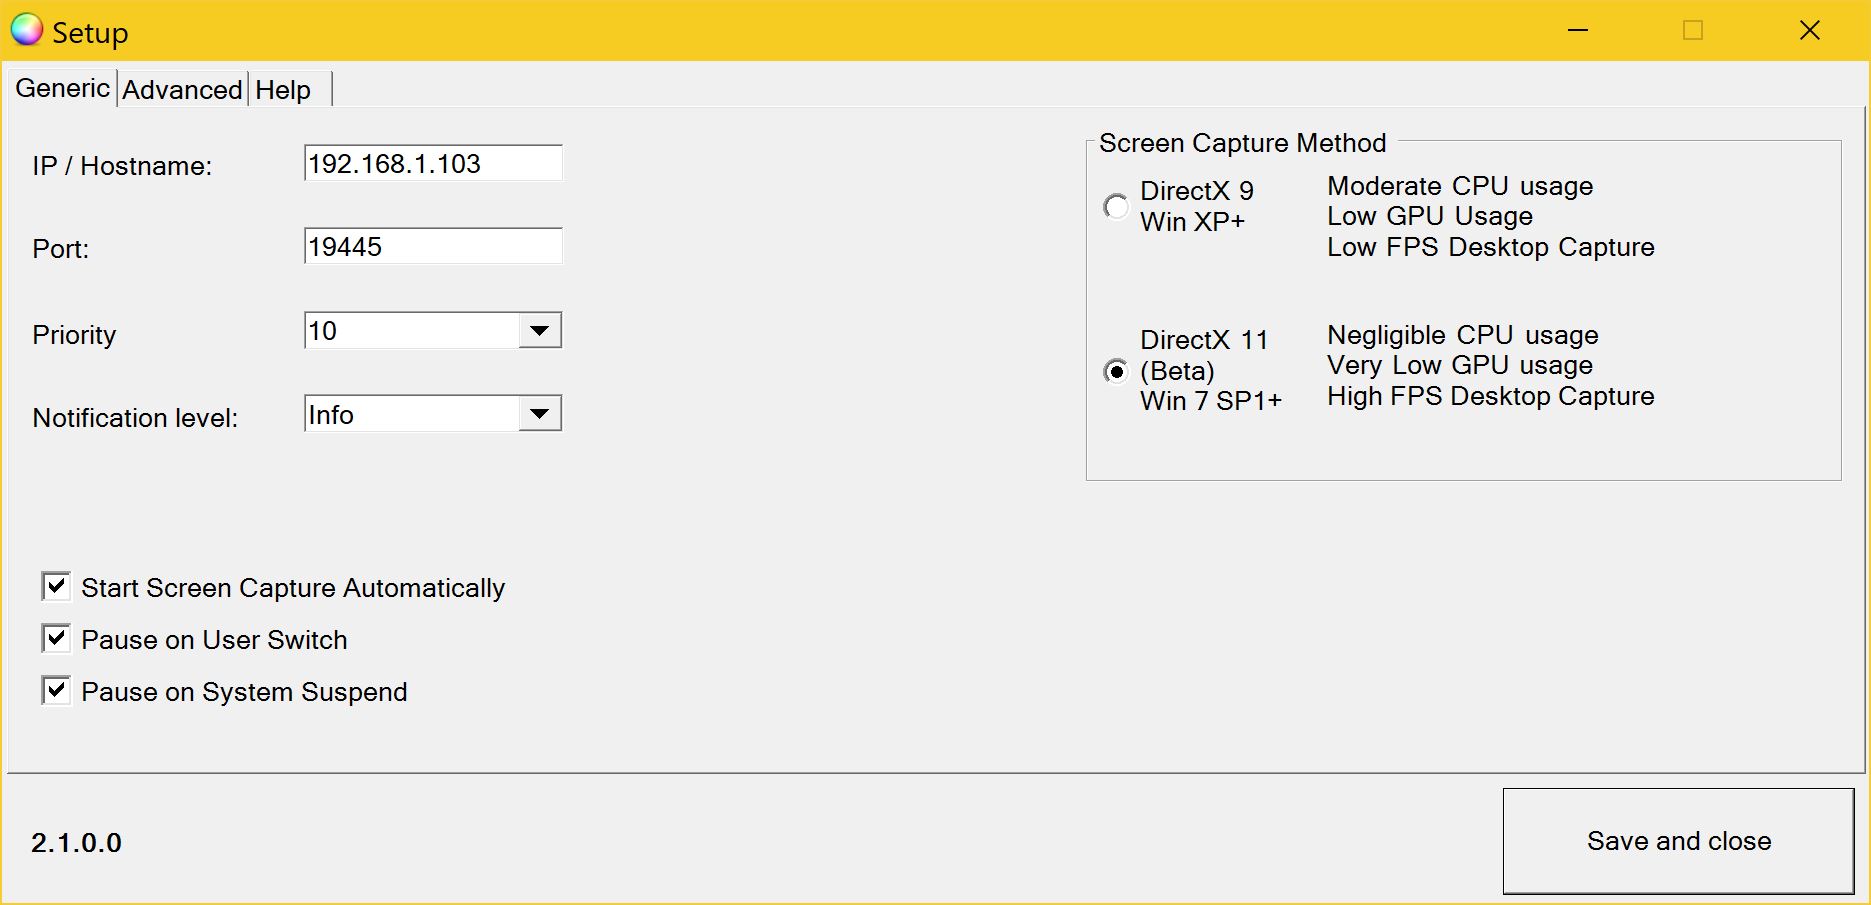 Setup
Generic Advanced Help
IP / Hostname: 192.168.1.103
Port: 19445
Priority 10
Notification level: Info
Start Screen Capture Automatically
Pause on User Switch
Pause on System Suspend
Screen Capture Method
DirectX 9
Win XP+
Moderate CPU usage
Low GPU Usage
Low FPS Desktop Capture
DirectX 11
(Beta)
Win 7 SP1+
Negligible CPU usage
Very Low GPU usage
High FPS Desktop Capture
2.1.0.0
Save and close